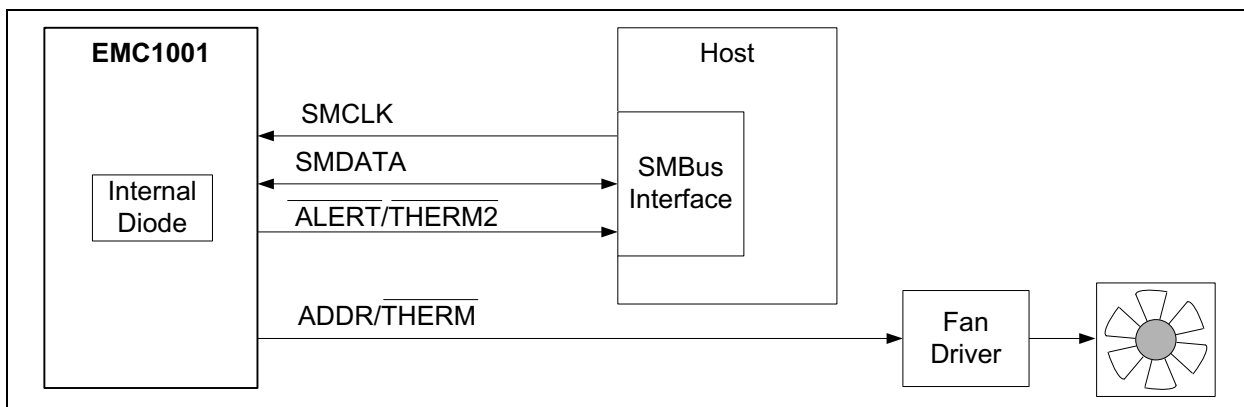 EMC1001
Host
SMCLK
SMDATA
SMBus
Interface
Internal
Diode
ALERT/THERM2
ADDR/THERM
Fan
Driver